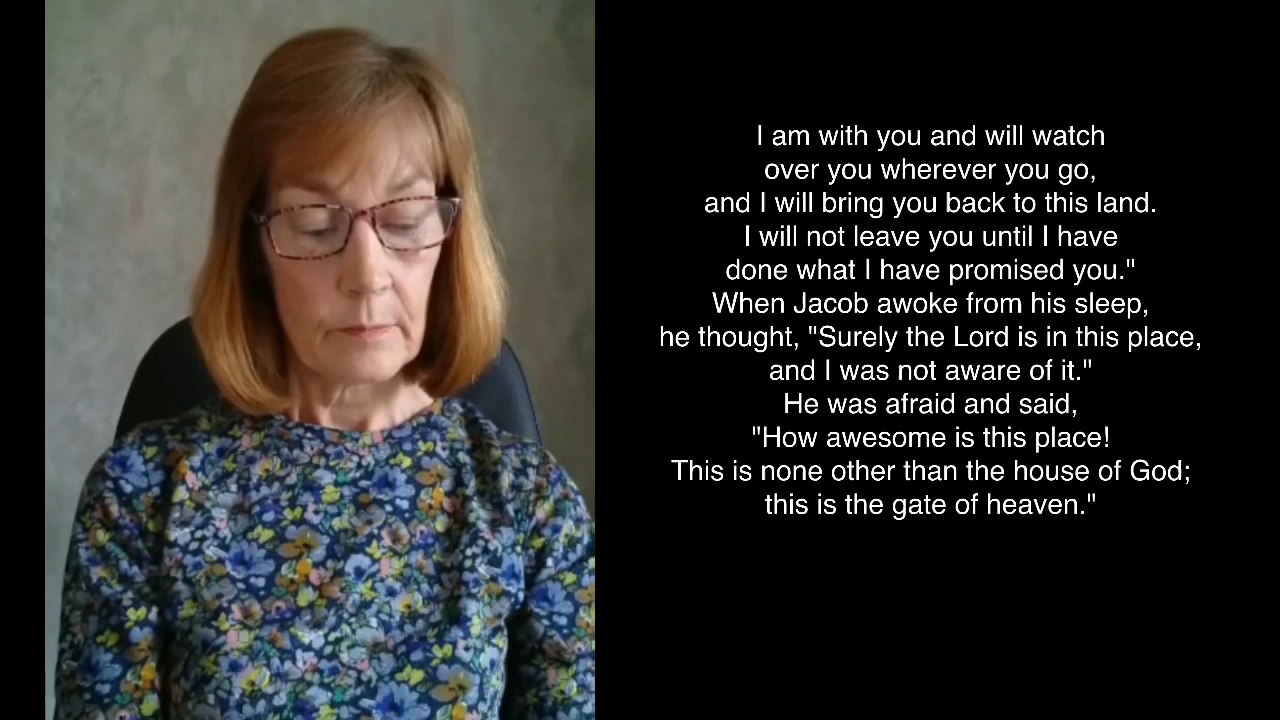 I am with you and will watch
over you wherever you go,
and I will bring you back to this land.
I will not leave you until I have
done what I have promised you."
When Jacob awoke from his sleep,
he thought, "Surely the Lord is in this place,
and I was not aware of it."
He was afraid and said,
"How awesome is this place!
This is none other than the house of God;
this is the gate of heaven."